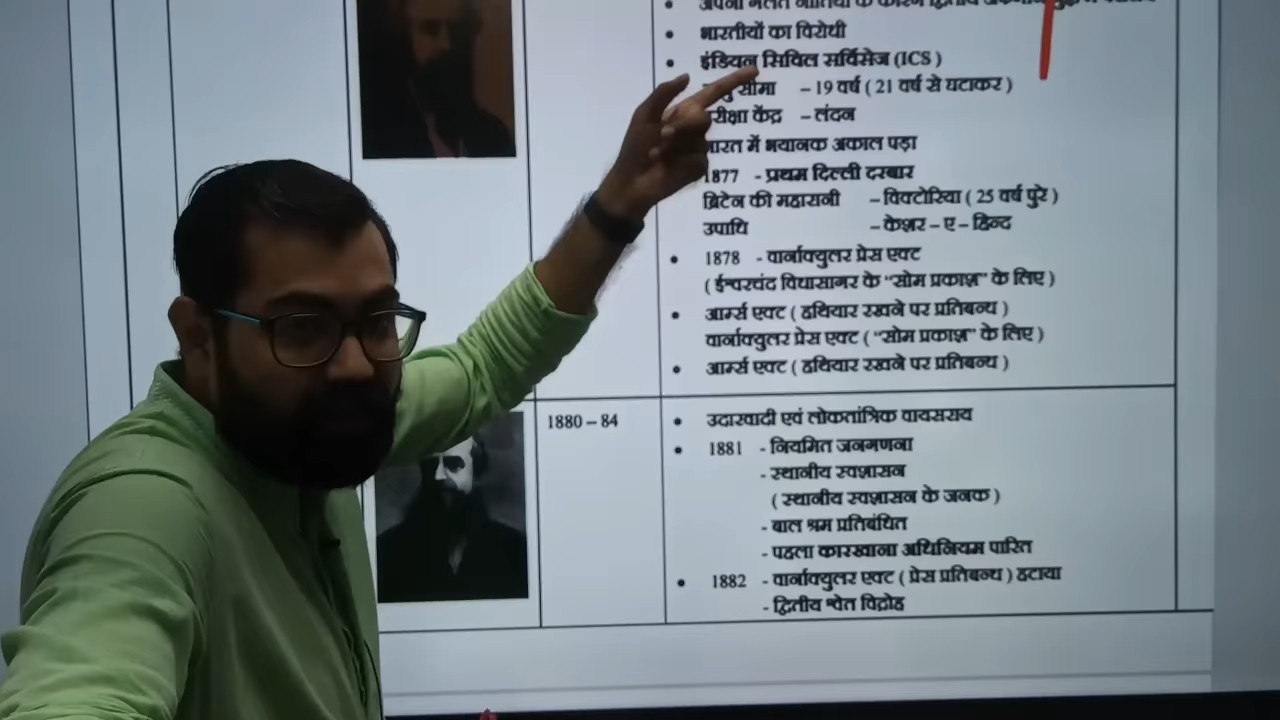 भारतीयों का विरोधी
इंडियन सिविल सर्विसेज (ICS )
सीमा – 19 वर्ष ( 21 वर्ष से घटाकर )
परीक्षा केंद्र – लंदन
भारत में भयानक अकाल पड़ा
1877 - प्रथम दिल्ली दरबार
ब्रिटेन की महारानी – विक्टोरिया ( 25 वर्ष पुरे )
उपाधि – केशर – ए – हिन्द
1878 - वार्नाक्युलर प्रेस एक्ट
( ईश्वरचंद विधासागर के “सोम प्रकाश” के लिए )
आर्म्स एक्ट ( हथियार रखने पर प्रतिबन्ध )
वार्नाक्युलर प्रेस एक्ट ( “सोम प्रकाश” के लिए )
आर्म्स एक्ट ( हथियार रखने पर प्रतिबन्ध )
1880 – 84
उदारवादी एवं लोकतांत्रिक वायसराय
1881 - नियमित जनगणना
- स्थानीय स्वशासन
( स्थानीय स्वशासन के जनक )
- बाल श्रम प्रतिबंधित
- पहला कारखाना अधिनियम पारित
1882 - वार्नाक्युलर एक्ट ( प्रेस प्रतिबन्ध ) हटाया
- द्वितीय श्वेत विद्रोह